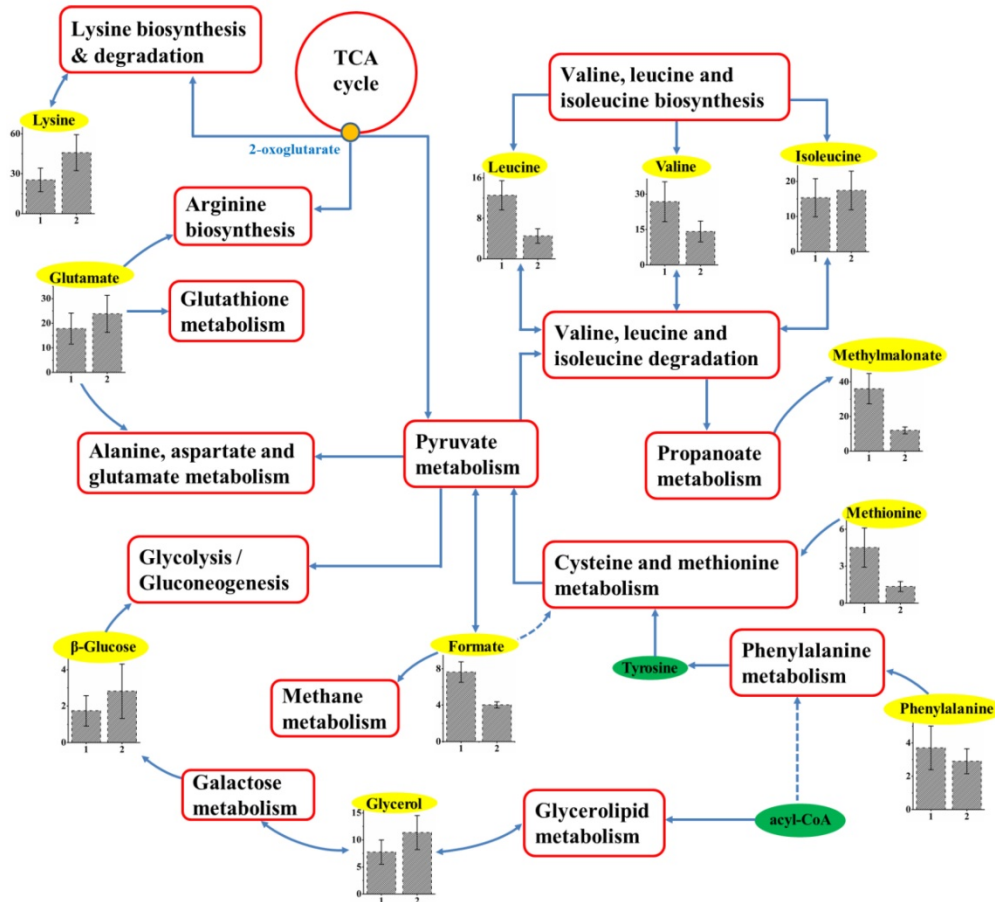 Lysine biosynthesis
& degradation
TCA
cycle
Valine, leucine and
isoleucine biosynthesis
Lysine
60
30
0
1 2
2-oxoglutarate
Leucine
16
8
0
1 2
Valine
30
15
0
1 2
Isoleucine
20
10
0
1 2
Arginine
biosynthesis
Glutamate
30
20
10
0
1 2
Glutathione
metabolism
Valine, leucine and
isoleucine degradation
Methylmalonate
40
20
0
1 2
Alanine, aspartate and
glutamate metabolism
Pyruvate
metabolism
Propanoate
metabolism
Methionine
6
3
0
1 2
Glycolysis /
Gluconeogenesis
Cysteine and methionine
metabolism
β-Glucose
4
2
0
1 2
Formate
8
4
0
1 2
Methane
metabolism
Tyrosine
Phenylalanine
metabolism
Phenylalanine
4
2
0
1 2
Galactose
metabolism
Glycerol
15
10
5
0
1 2
Glycerolipid
metabolism
acyl-CoA